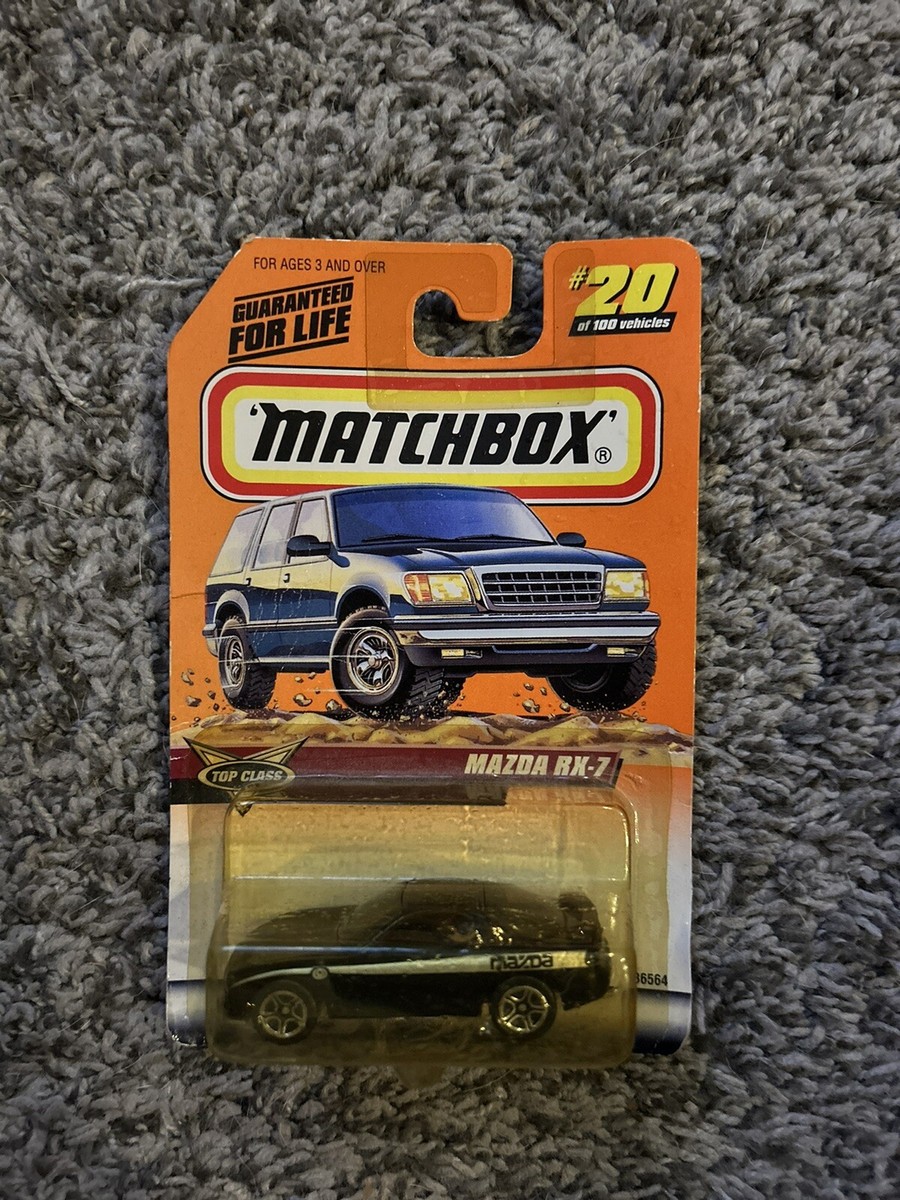 FOR AGES 3 AND OVER
GUARANTEED
FOR LIFE
#20
of 100 vehicles
'MATCHBOX'®
TOP CLASS
MAZDA RX-7
mazda
36564